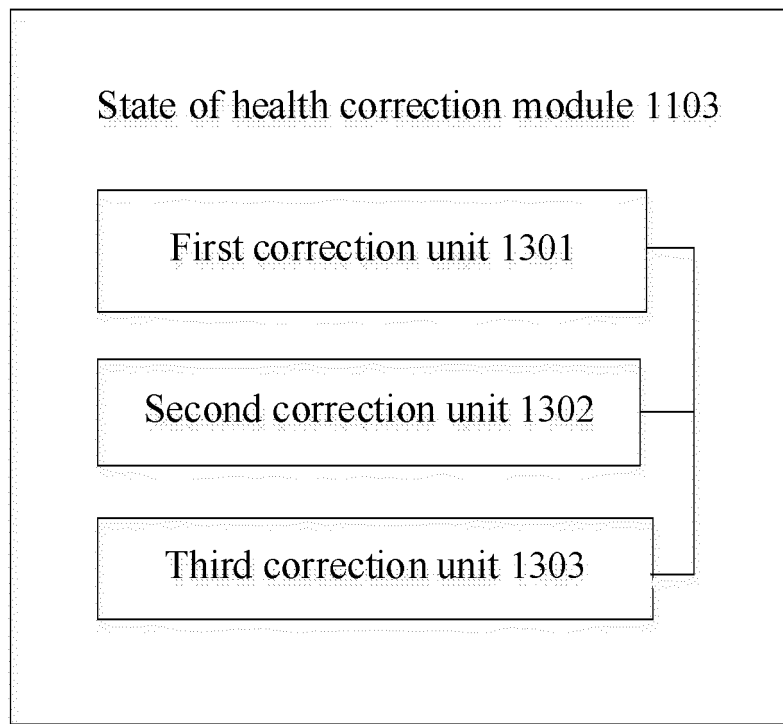 State of health correction module 1103
First correction unit 1301
Second correction unit 1302
Third correction unit 1303